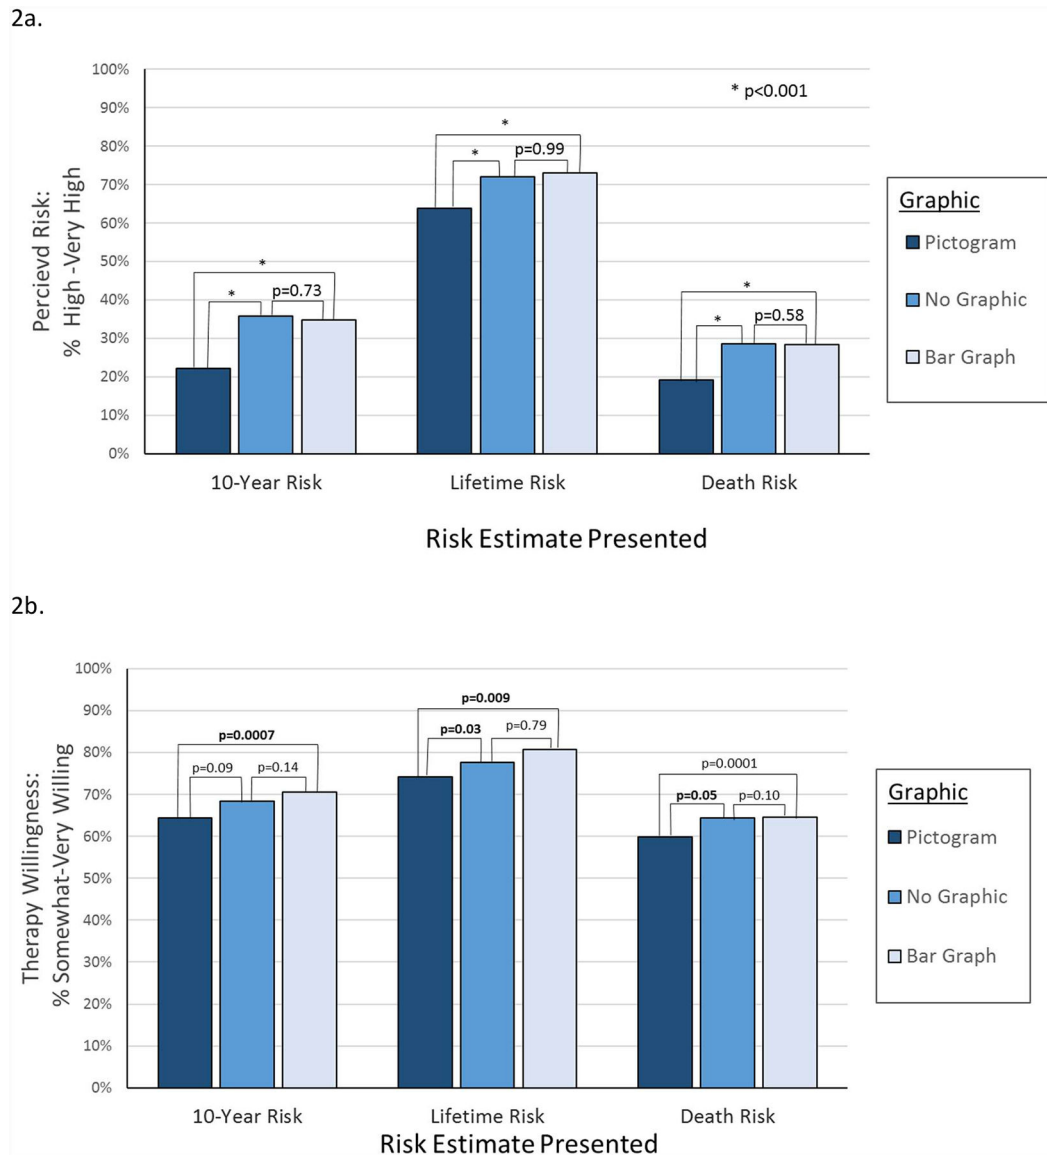 2a.
100%
90%
80%
70%
60%
50%
40%
30%
20%
10%
0%
Percievd Risk:
% High -Very High
* p<0.001
*
*
p=0.73
*
*
p=0.99
*
*
p=0.58
10-Year Risk
Lifetime Risk
Death Risk
Risk Estimate Presented
Graphic
Pictogram
No Graphic
Bar Graph
2b.
100%
90%
80%
70%
60%
50%
40%
30%
20%
10%
0%
Therapy Willingness:
% Somewhat-Very Willing
p=0.0007
p=0.09
p=0.14
p=0.009
p=0.03
p=0.79
p=0.0001
p=0.05
p=0.10
10-Year Risk
Lifetime Risk
Death Risk
Risk Estimate Presented
Graphic
Pictogram
No Graphic
Bar Graph